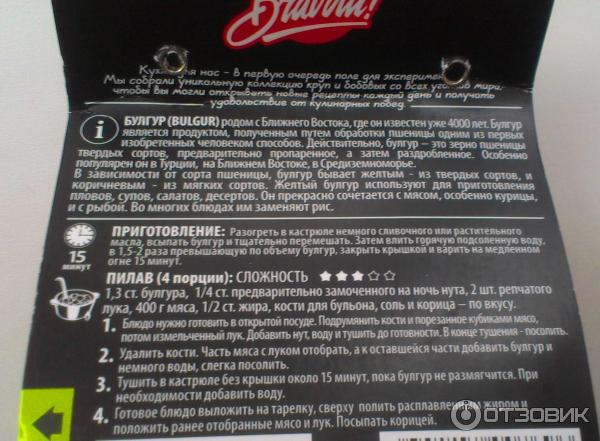 Bravolli!
Кухня для нас - в первую очередь поле для эксперимен
Мы собрали уникальную коллекцию круп и бобовых со всех уголков мира,
чтобы вы могли открывать новые рецепты каждый день и получать
удовольствие от кулинарных побед.
i
БУЛГУР (BULGUR) родом с Ближнего Востока, где он известен уже 4000 лет. Булгур
является продуктом, полученным путем обработки пшеницы одним из первых
изобретенных человеком способов. Действительно, булгур – это зерно пшеницы
твердых сортов, предварительно пропаренное, а затем раздробленное. Особенно
популярен он в Турции, на Ближнем Востоке, в Средиземноморье.
В зависимости от сорта пшеницы, булгур бывает желтым - из твердых сортов, и
коричневым - из мягких сортов. Желтый булгур используют для приготовления
пловов, супов, салатов, десертов. Он прекрасно сочетается с мясом, особенно курицы,
и с рыбой. Во многих блюдах им заменяют рис.
15
минут
ПРИГОТОВЛЕНИЕ: Разогреть в кастрюле немного сливочного или растительного
масла, всыпать булгур и тщательно перемешать. Затем влить горячую подсоленную воду,
в 1,5-2 раза превышающую по объему булгур, закрыть крышкой и варить на медленном
огне 15 минут.
ПИЛАВ (4 порции): СЛОЖНОСТЬ ★★★☆☆
1,3 ст. булгура, 1/4 ст. предварительно замоченного на ночь нута, 2 шт. репчатого
лука, 400 г мяса, 1/2 ст. жира, кости для бульона, соль и корица – по вкусу.
1. Блюдо нужно готовить в открытой посуде. Подрумянить кости и порезанное кубиками мясо,
потом измельченный лук. Добавить нут, воду и тушить до готовности. В конце тушения - посолить.
2. Удалить кости. Часть мяса с луком отобрать, а к оставшейся части добавить булгур и
немного воды, слегка посолить.
3. Тушить в кастрюле без крышки около 15 минут, пока булгур не размягчится. При
необходимости добавить воду.
4. Готовое блюдо выложить на тарелку, сверху полить расплавленным жиром и
положить ранее отобранные мясо и лук. Посыпать корицей.
ОТЗОВИК